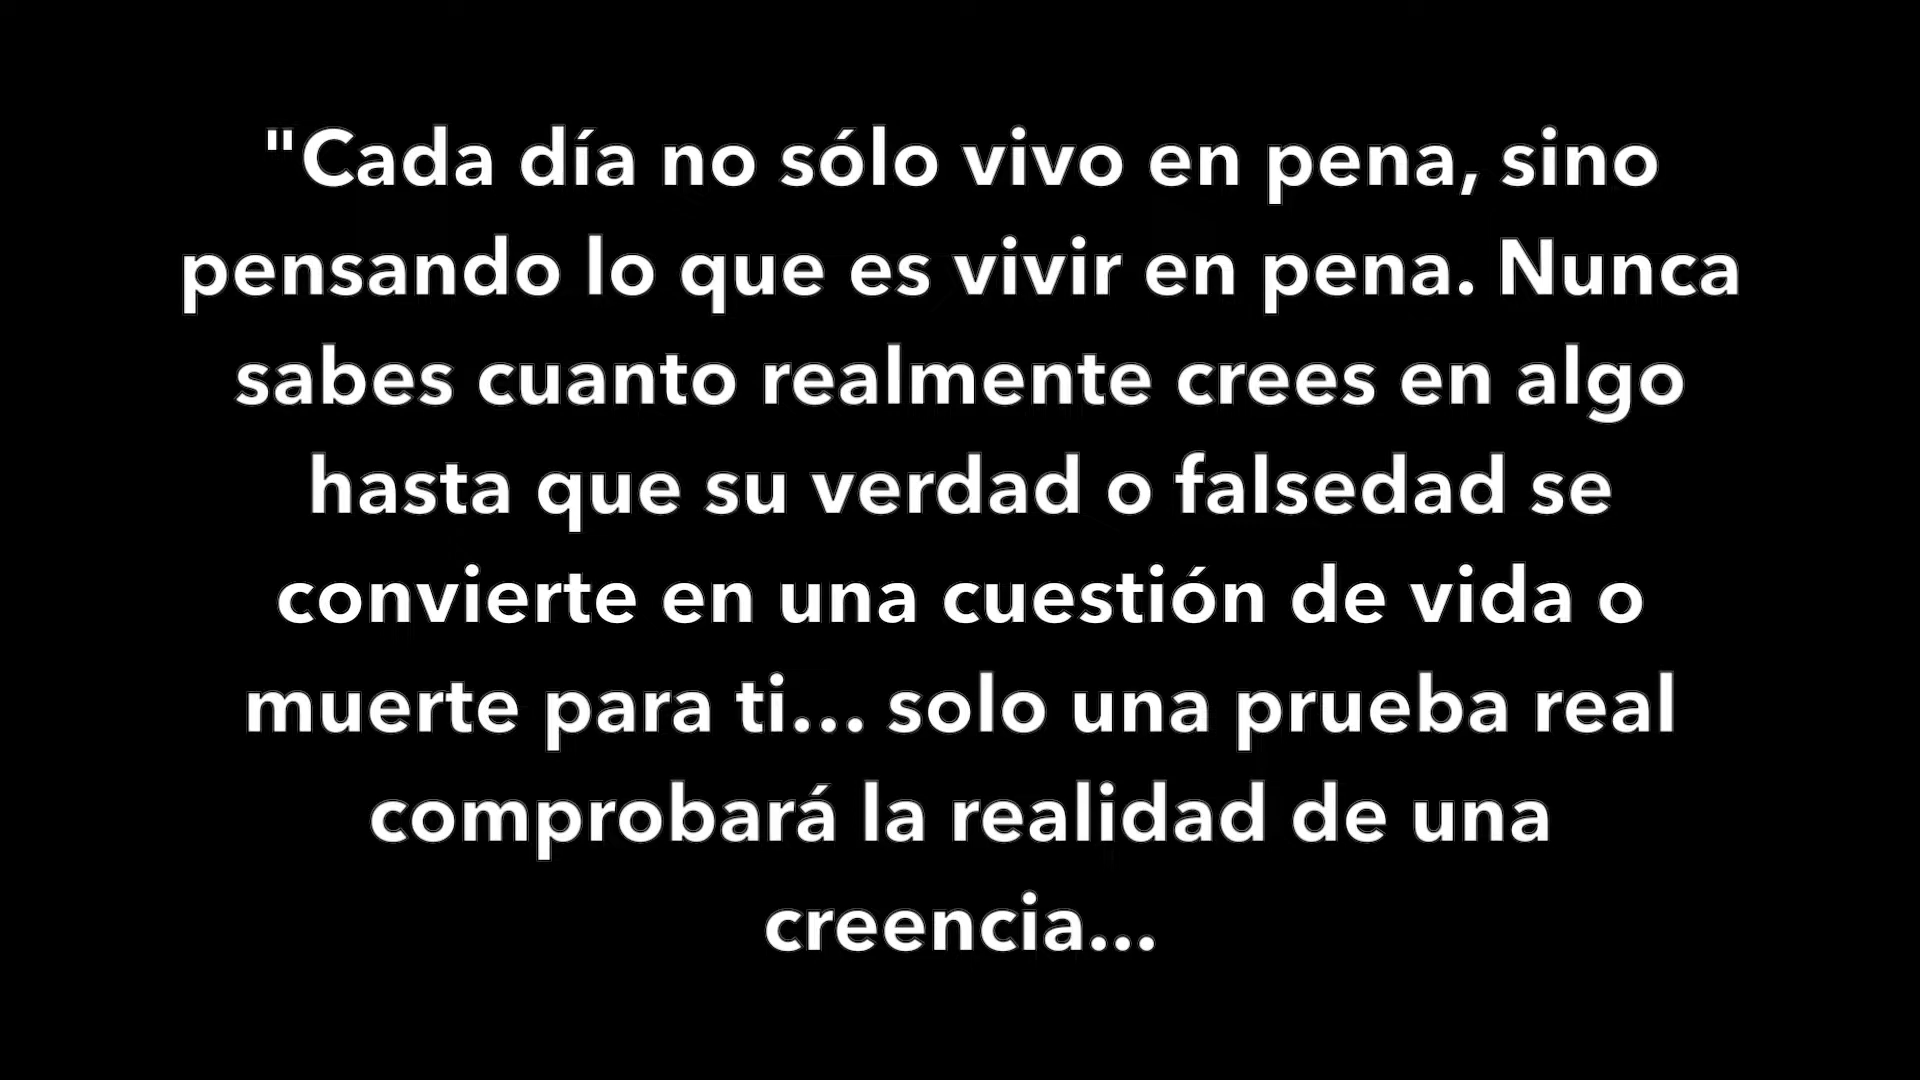 "Cada día no sólo vivo en pena, sino
pensando lo que es vivir en pena. Nunca
sabes cuanto realmente crees en algo
hasta que su verdad o falsedad se
convierte en una cuestión de vida o
muerte para ti... solo una prueba real
comprobará la realidad de una
creencia...